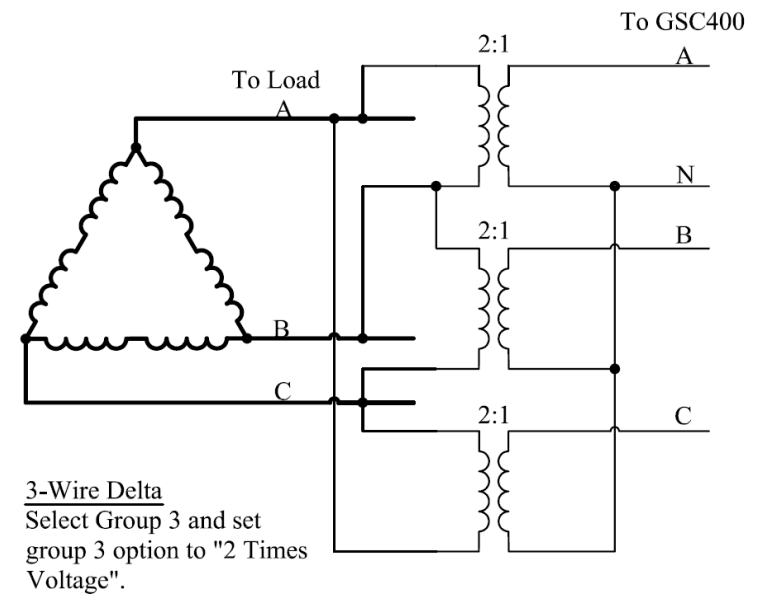 To GSC400
2:1
A
To Load
A
N
2:1
B
B
C
2:1
C
3-Wire Delta
Select Group 3 and set
group 3 option to "2 Times
Voltage".